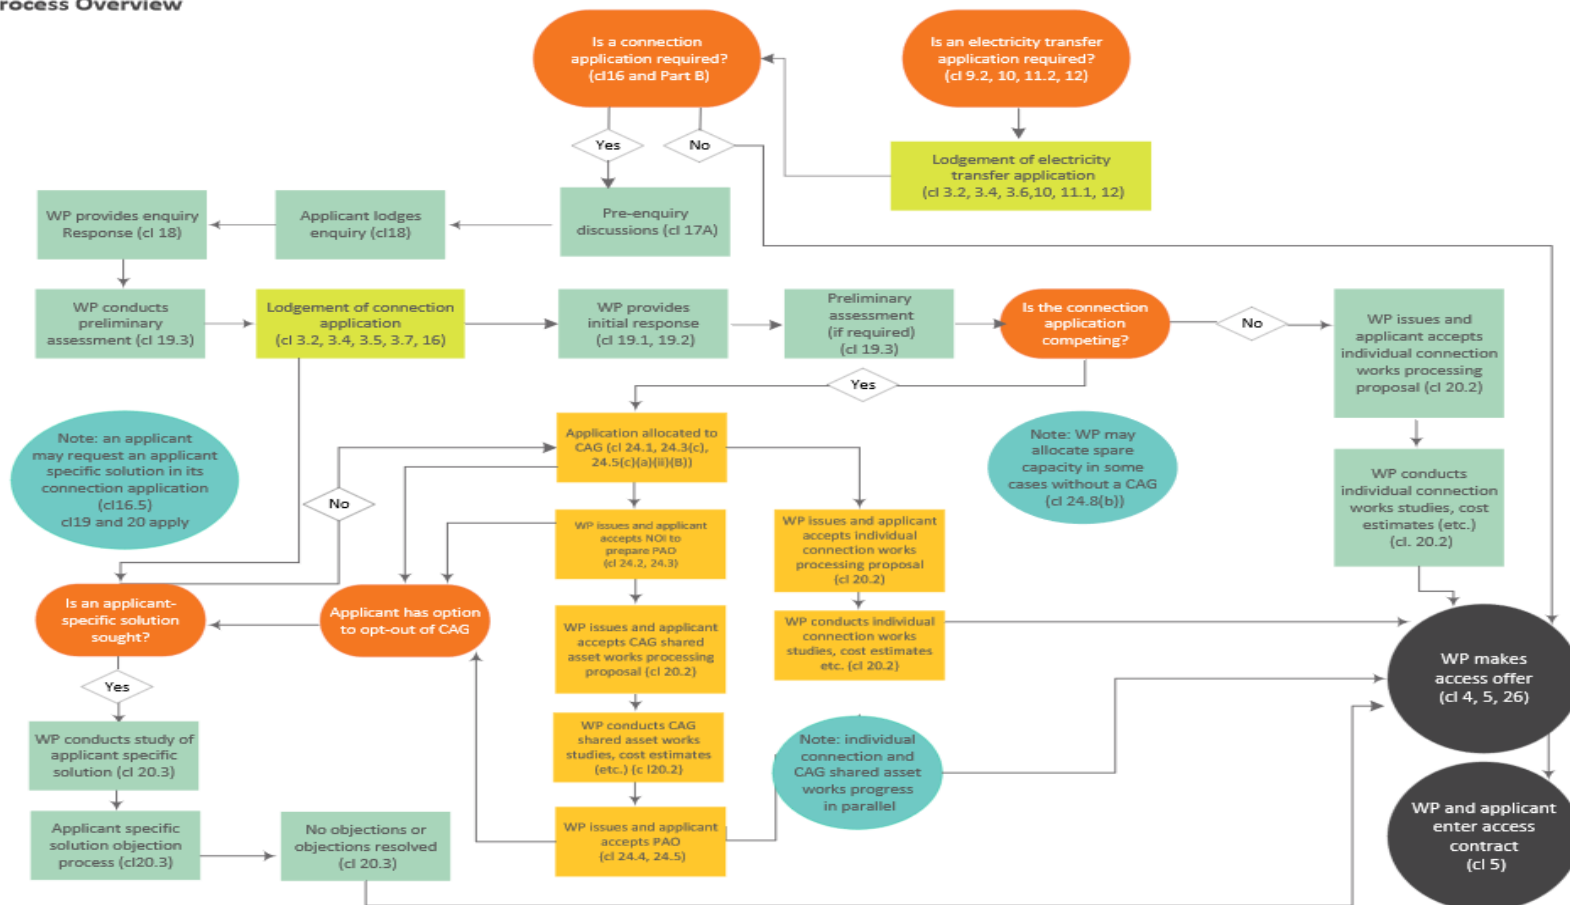 rocess Overview
Is a connection
application required?
(cl16 and Part B)
Is an electricity transfer
application required?
(cl 9.2, 10, 11.2, 12)
Yes
No
Lodgement of electricity
transfer application
(cl 3.2, 3.4, 3.6,10, 11.1, 12)
WP provides enquiry
Response (cl 18)
Applicant lodges
enquiry (cl18)
Pre-enquiry
discussions (cl 17A)
WP conducts
preliminary
assessment (cl 19.3)
Lodgement of connection
application
(cl 3.2, 3.4, 3.5, 3.7, 16)
WP provides
initial response
(cl 19.1, 19.2)
Preliminary
assessment
(if required)
(cl 19.3)
Is the connection
application
competing?
No
WP issues and
applicant accepts
individual connection
works processing
proposal (cl 20.2)
Yes
Note: an applicant
may request an applicant
specific solution in its
connection application
(cl16.5)
cl19 and 20 apply
No
Application allocated to
CAG (cl 24.1, 24.3(c),
24.5(c)(a)(ii)(B))
Note: WP may
allocate spare
capacity in some
cases without a CAG
(cl 24.8(b))
WP conducts
individual connection
works studies, cost
estimates (etc.)
(cl. 20.2)
WP issues and applicant
accepts NOI to
prepare PAO
(cl 24.2, 24.3)
WP issues and applicant
accepts individual
connection works
processing proposal
(cl 20.2)
Is an applicant-
specific solution
sought?
Applicant has option
to opt-out of CAG
WP issues and applicant
accepts CAG shared
asset works processing
proposal (cl 20.2)
WP conducts individual
connection works
studies, cost estimates
etc. (cl 20.2)
WP makes
access offer
(cl 4, 5, 26)
Yes
WP conducts study of
applicant specific
solution (cl 20.3)
WP conducts CAG
shared asset works
studies, cost estimates
(etc.) (c l20.2)
Note: individual
connection and
CAG shared asset
works progress
in parallel
Applicant specific
solution objection
process (cl20.3)
No objections or
objections resolved
(cl 20.3)
WP issues and applicant
accepts PAO
(cl 24.4, 24.5)
WP and applicant
enter access
contract
(cl 5)